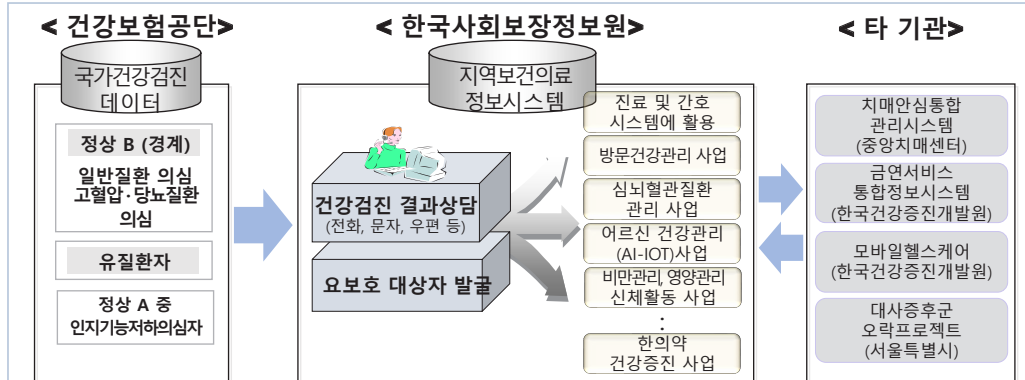 < 건강보험공단>
국가건강검진
데이터
정상 B (경계)
일반질환 의심
고혈압·당뇨질환
의심
유질환자
정상 A 중
인지기능저하의심자
< 한국사회보장정보원>
지역보건의료
정보시스템
건강검진 결과상담
(전화, 문자, 우편 등)
요보호 대상자 발굴
진료 및 간호
시스템에 활용
방문건강관리 사업
심뇌혈관질환
관리 사업
어르신 건강관리
(AI-IOT)사업
비만관리, 영양관리
신체활동 사업
:
한의약
건강증진 사업
< 타 기관>
치매안심통합
관리시스템
(중앙치매센터)
금연서비스
통합정보시스템
(한국건강증진개발원)
모바일헬스케어
(한국건강증진개발원)
대사증후군
오락프로젝트
(서울특별시)